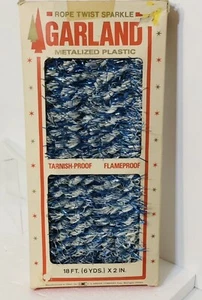 ROPE TWIST SPARKLE
GARLAND
METALIZED PLASTIC
TARNISH-PROOF FLAMEPROOF
18 FT. (6 YDS.) X 2 IN.